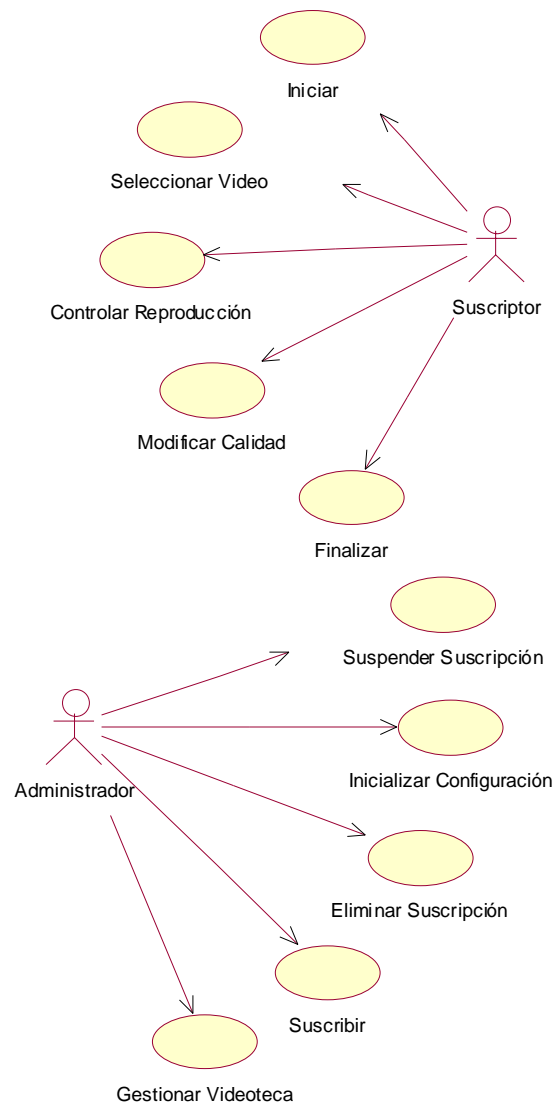 Iniciar
Seleccionar Video
Controlar Reproducción
Suscriptor
Modificar Calidad
Finalizar
Suspender Suscripción
Inicializar Configuración
Administrador
Eliminar Suscripción
Suscribir
Gestionar Videoteca